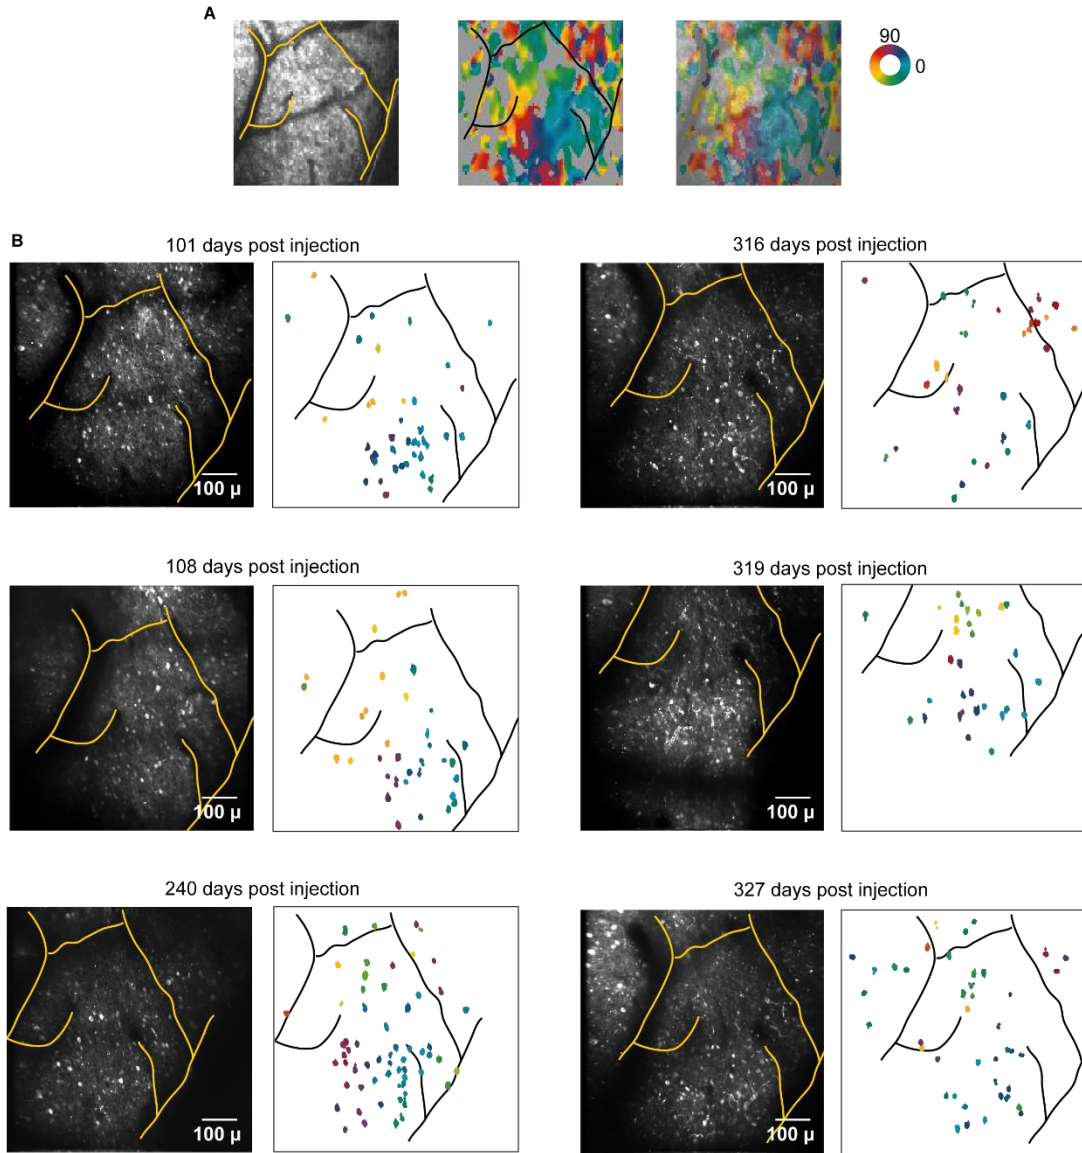 A
90
0
B
101 days post injection
316 days post injection
100 µ
100 µ
108 days post injection
319 days post injection
100 µ
100 µ
240 days post injection
327 days post injection
100 µ
100 µ